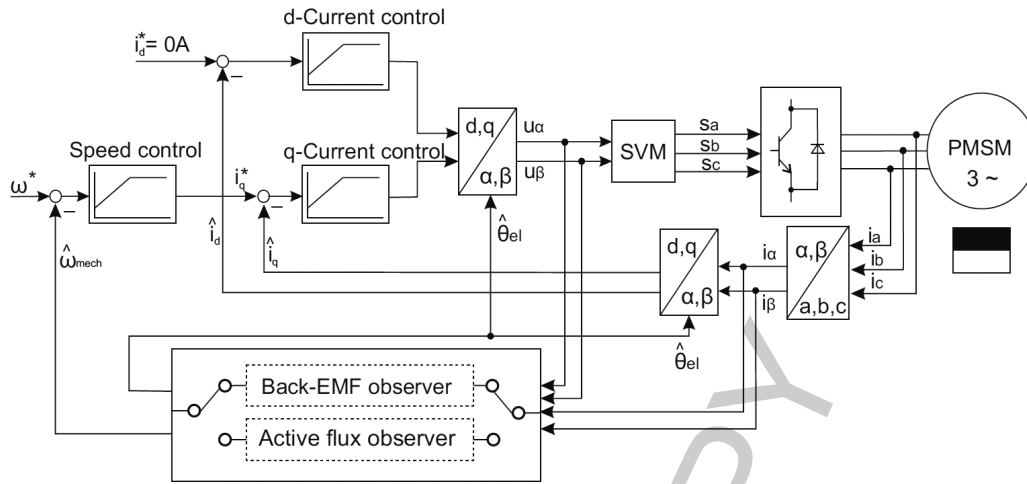 d-Current control
i*d = 0A
d,q
α,β
uα
uβ
SVM
sa
sb
sc
PMSM
3 ~
Speed control
q-Current control
ω*
i*q
îd
îq
ω̂mech
θ̂el
d,q
α,β
iα
iβ
α,β
a,b,c
ia
ib
ic
θ̂el
Back-EMF observer
Active flux observer
PY